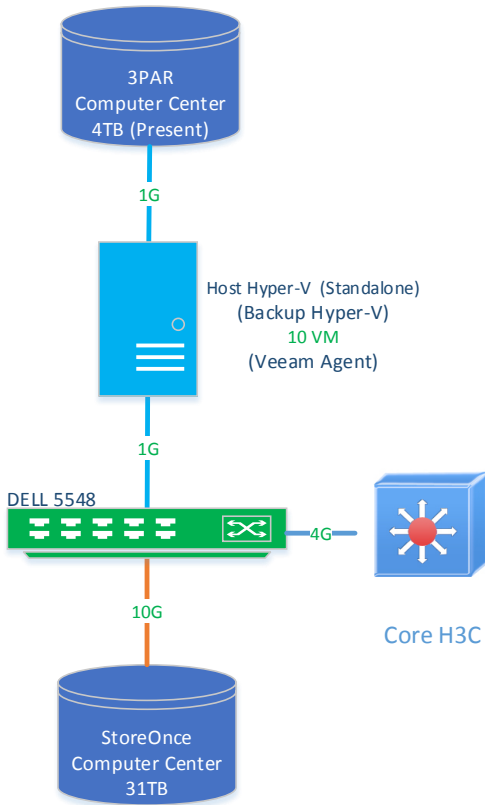 3PAR
Computer Center
4TB (Present)
1G
Host Hyper-V (Standalone)
(Backup Hyper-V)
10 VM
(Veeam Agent)
1G
DELL 5548
4G
Core H3C
10G
StoreOnce
Computer Center
31TB